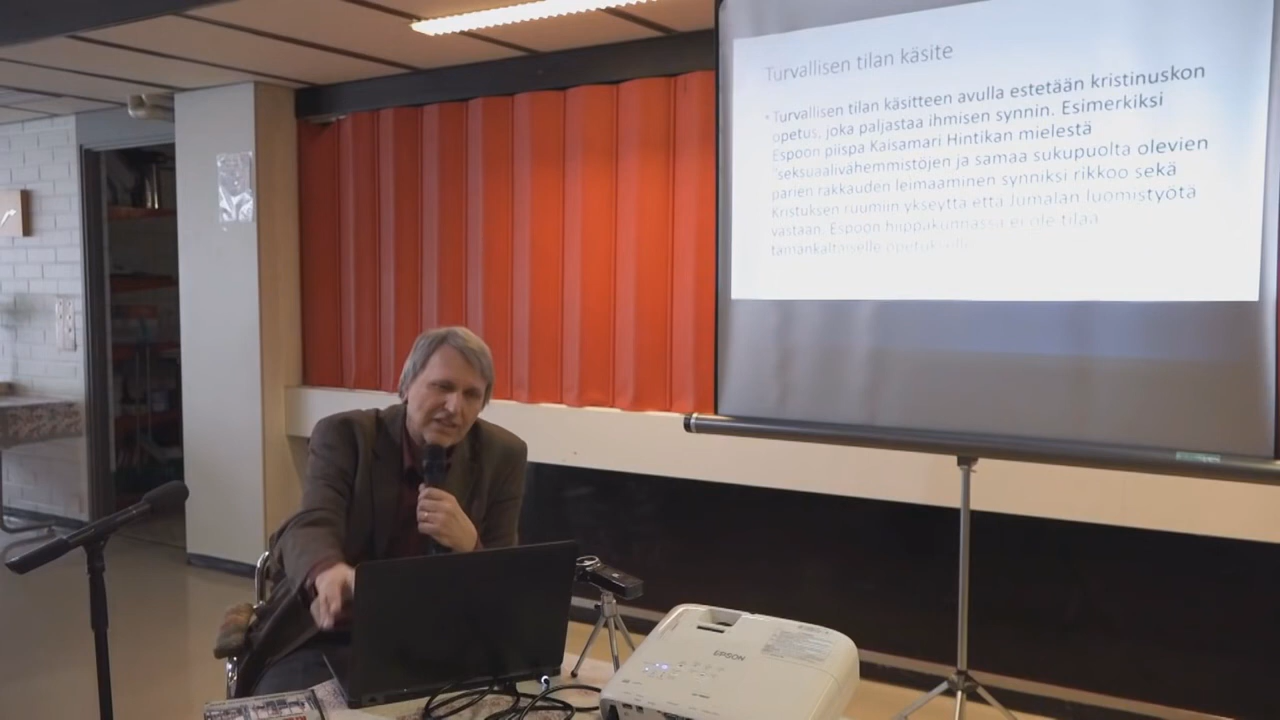 Turvallisen tilan käsite
• Turvallisen tilan käsitteen avulla estetään kristinuskon
opetus, joka paljastaa ihmisen synnin. Esimerkiksi
Espoon piispa Kaisamari Hintikan mielestä
"seksuaalivähemmistöjen ja samaa sukupuolta olevien
parien rakkauden leimaaminen synniksi rikkoo sekä
Kristuksen ruumiin ykseyttä että Jumalan luomistyötä
vastaan. Espoon hiippakunnassa ei ole tilaa
tämänkaltaiselle
EPSON